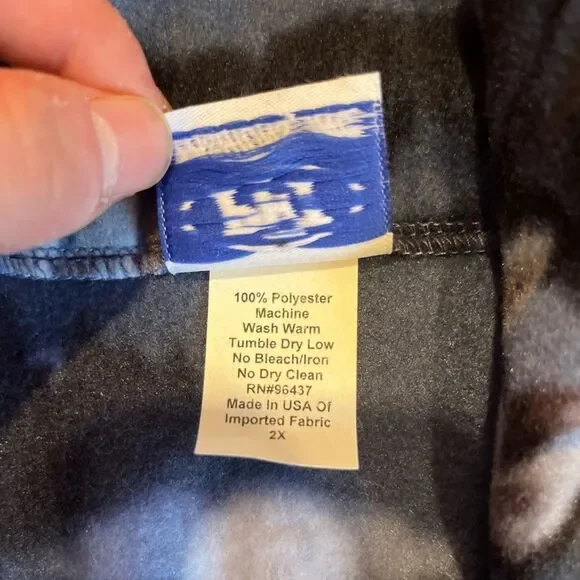 100% Polyester
Machine
Wash Warm
Tumble Dry Low
No Bleach/Iron
No Dry Clean
RN#96437
Made In USA Of
Imported Fabric
2X